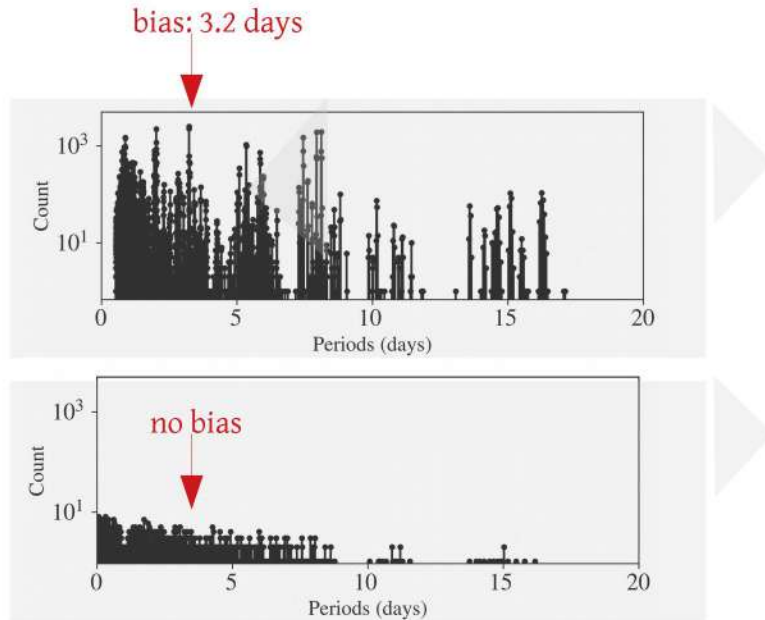 bias: 3.2 days
10³
10¹
Count
0 5 10 15 20
Periods (days)
no bias
10³
10¹
Count
0 5 10 15 20
Periods (days)